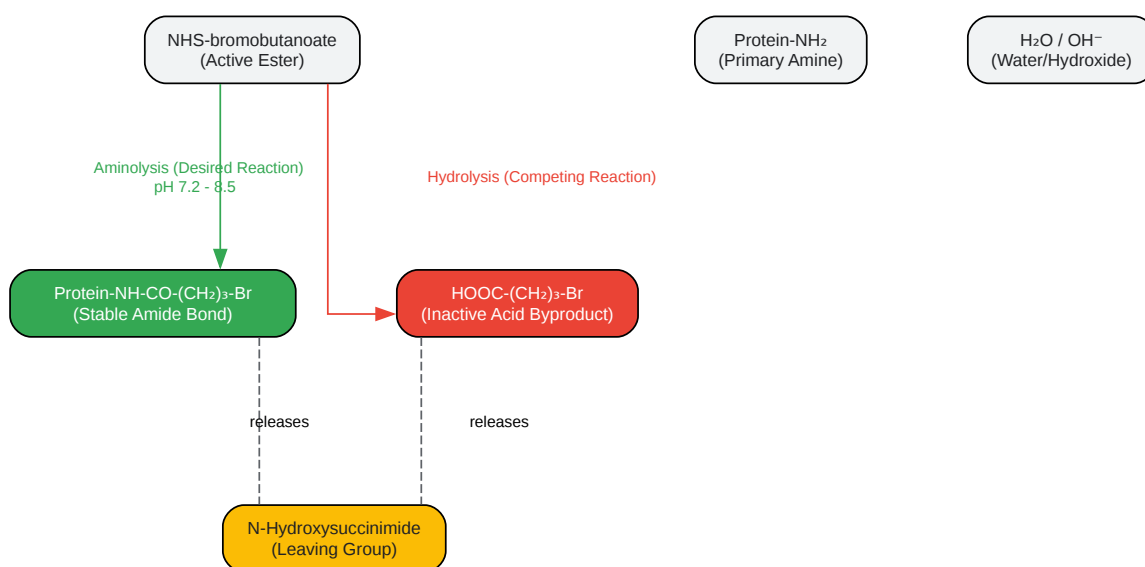 NHS-bromobutanoate
(Active Ester)
Protein-NH₂
(Primary Amine)
H₂O / OH⁻
(Water/Hydroxide)
Aminolysis (Desired Reaction)
pH 7.2 - 8.5
Hydrolysis (Competing Reaction)
Protein-NH-CO-(CH₂)₃-Br
(Stable Amide Bond)
HOOC-(CH₂)₃-Br
(Inactive Acid Byproduct)
releases
releases
N-Hydroxysuccinimide
(Leaving Group)